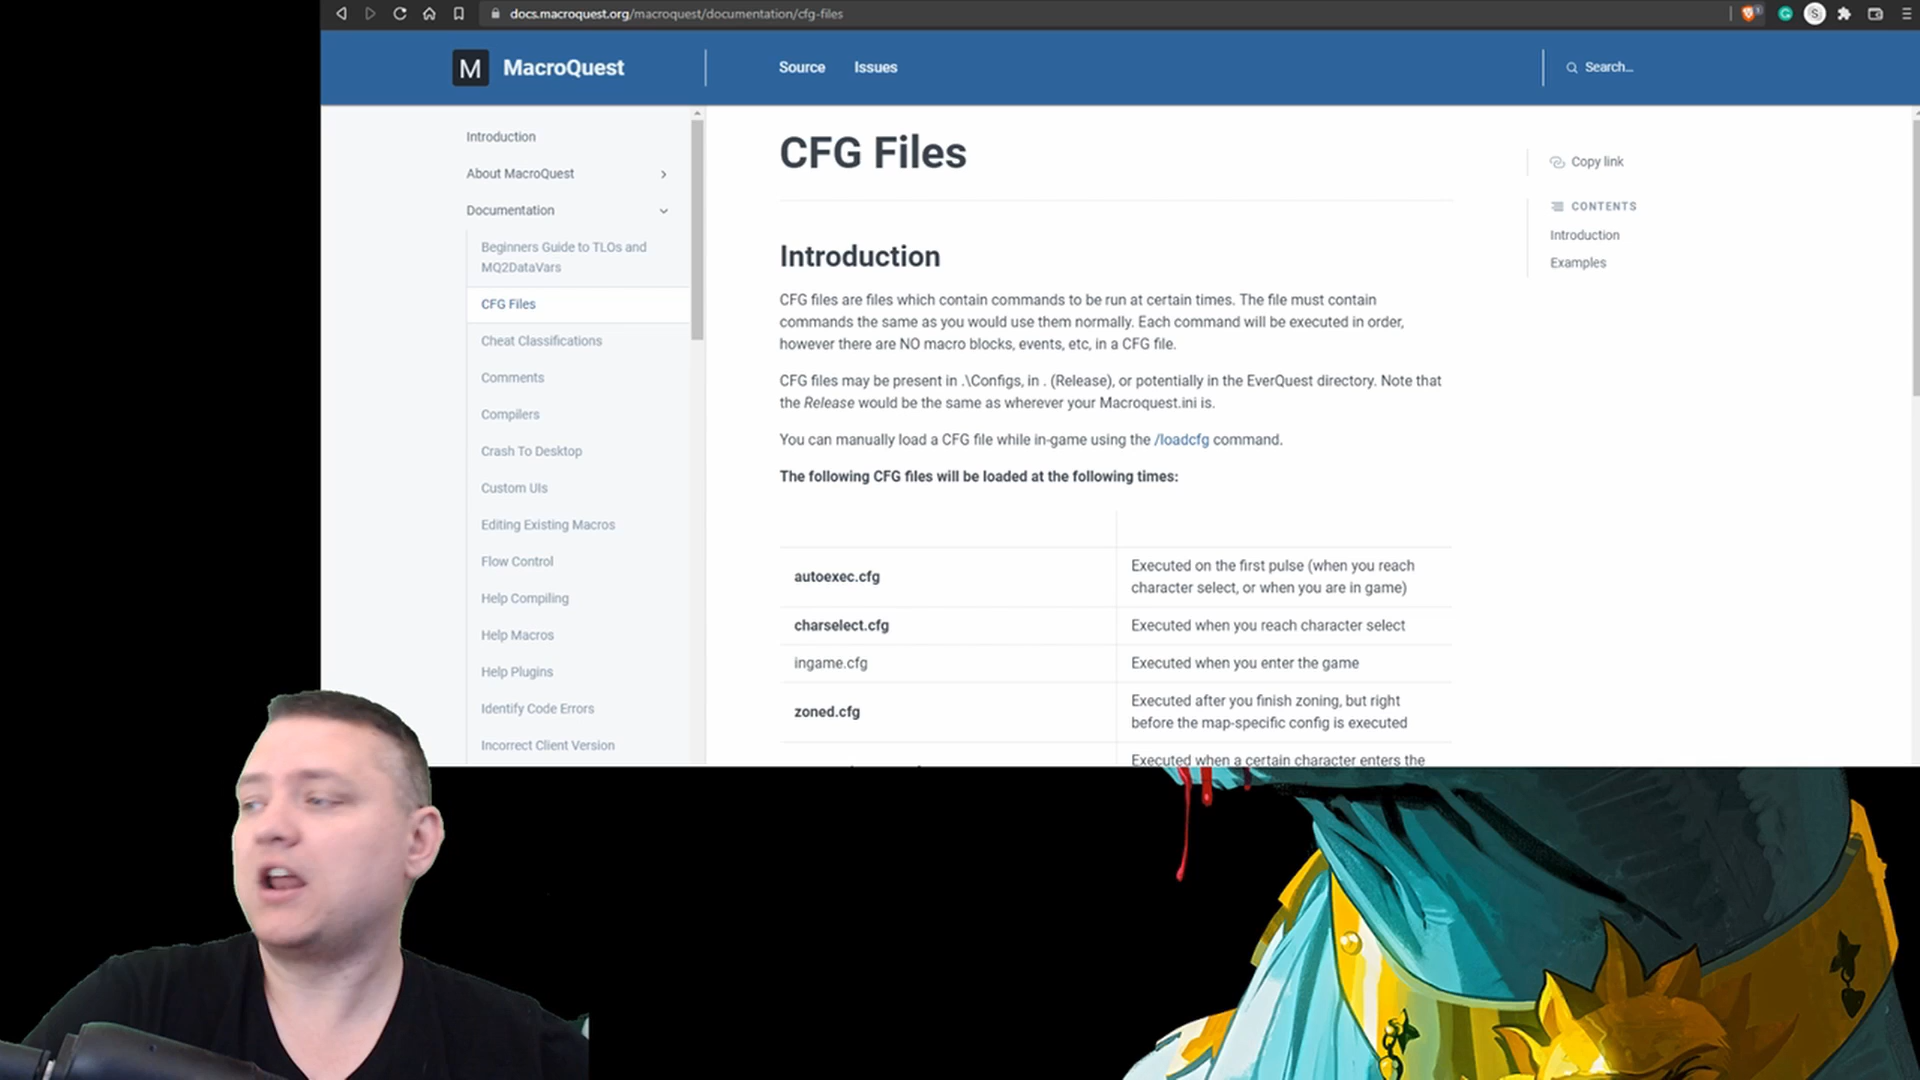 docs.macroquest.org/macroquest/documentation/cfg-files
M MacroQuest
Source Issues
Search...
Introduction
About MacroQuest
Documentation
Beginners Guide to TLOs and
MQ2DataVars
CFG Files
Cheat Classifications
Comments
Compilers
Crash To Desktop
Custom UIs
Editing Existing Macros
Flow Control
Help Compiling
Help Macros
Help Plugins
Identify Code Errors
Incorrect Client Version
CFG Files
Introduction
CFG files are files which contain commands to be run at certain times. The file must contain
commands the same as you would use them normally. Each command will be executed in order,
however there are NO macro blocks, events, etc, in a CFG file.
CFG files may be present in .\Configs, in . (Release), or potentially in the EverQuest directory. Note that
the Release would be the same as wherever your Macroquest.ini is.
You can manually load a CFG file while in-game using the /loadcfg command.
The following CFG files will be loaded at the following times:
autoexec.cfg
Executed on the first pulse (when you reach
character select, or when you are in game)
charselect.cfg
Executed when you reach character select
ingame.cfg
Executed when you enter the game
zoned.cfg
Executed after you finish zoning, but right
before the map-specific config is executed
Executed when a certain character enters the
Copy link
CONTENTS
Introduction
Examples